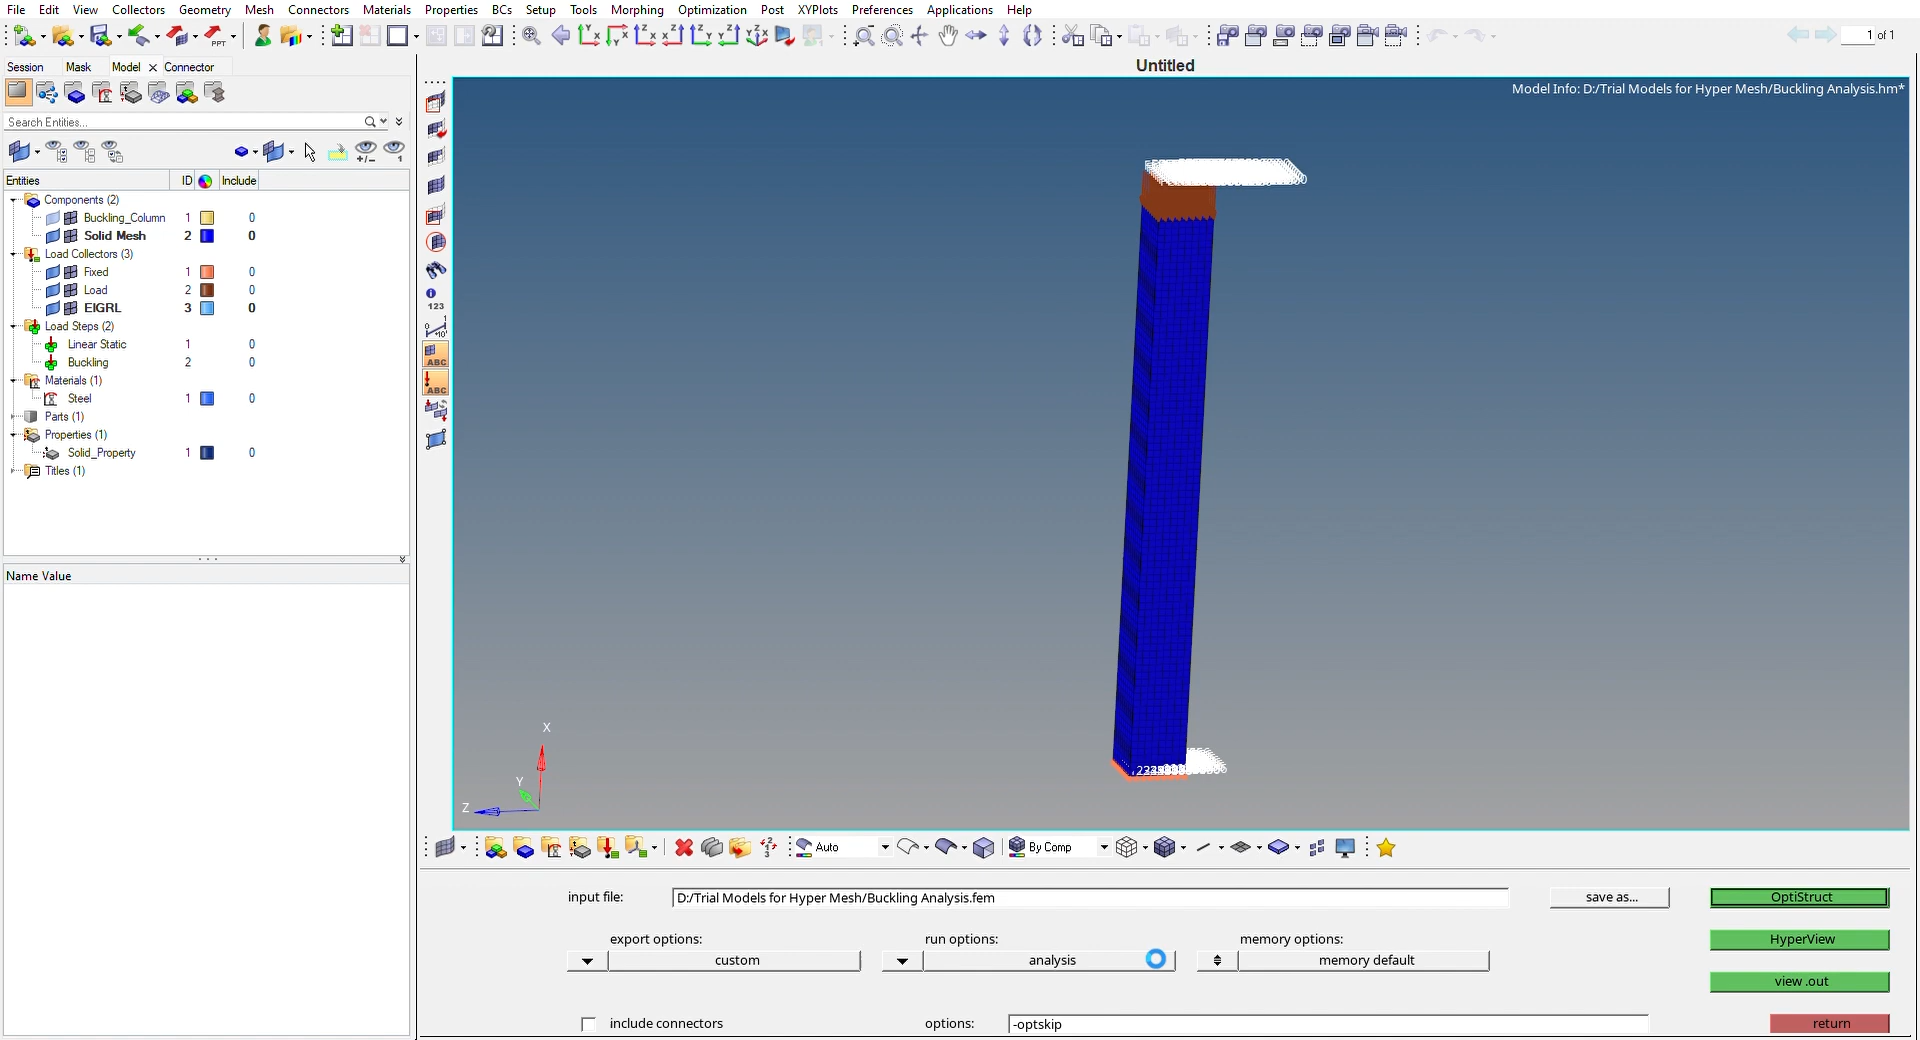 File Edit View Collectors Geometry Mesh Connectors Materials Properties BCs Setup Tools Morphing Optimization Post XYPlots Preferences Applications Help
PPT
1 of 1
Session Mask Model Connector
Untitled
Model Info: D:/Trial Models for Hyper Mesh/Buckling Analysis.hm*
Search Entities...
Entities ID Include
Components (2)
Buckling_Column 1 0
Solid Mesh 2 0
Load Collectors (3)
Fixed 1 0
Load 2 0
EIGRL 3 0
Load Steps (2)
Linear Static 1 0
Buckling 2 0
Materials (1)
Steel 1 0
Parts (1)
Properties (1)
Solid_Property 1 0
Titles (1)
123
ABC
ABC
Name Value
X
Y
Z
Auto
By Comp
input file: D:/Trial Models for Hyper Mesh/Buckling Analysis.fem save as... OptiStruct
export options: run options: memory options: HyperView
custom analysis memory default
view .out
include connectors options: -optskip return